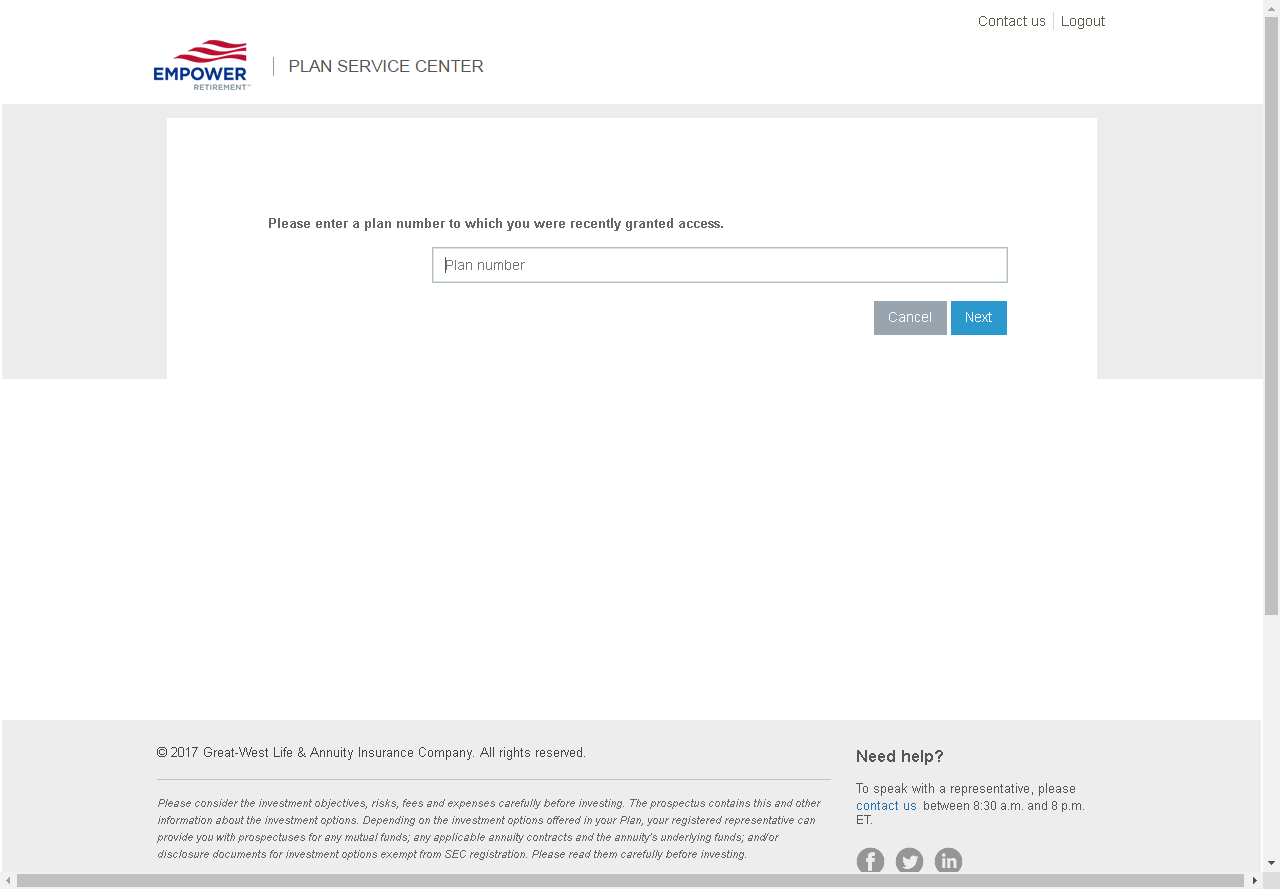 Contact us | Logout
EMPOWER
RETIREMENT™
PLAN SERVICE CENTER
Please enter a plan number to which you were recently granted access.
Plan number
Cancel Next
© 2017 Great-West Life & Annuity Insurance Company. All rights reserved.
Please consider the investment objectives, risks, fees and expenses carefully before investing. The prospectus contains this and other
information about the investment options. Depending on the investment options offered in your Plan, your registered representative can
provide you with prospectuses for any mutual funds; any applicable annuity contracts and the annuity's underlying funds; and/or
disclosure documents for investment options exempt from SEC registration. Please read them carefully before investing.
Need help?
To speak with a representative, please
contact us between 8:30 a.m. and 8 p.m.
ET.